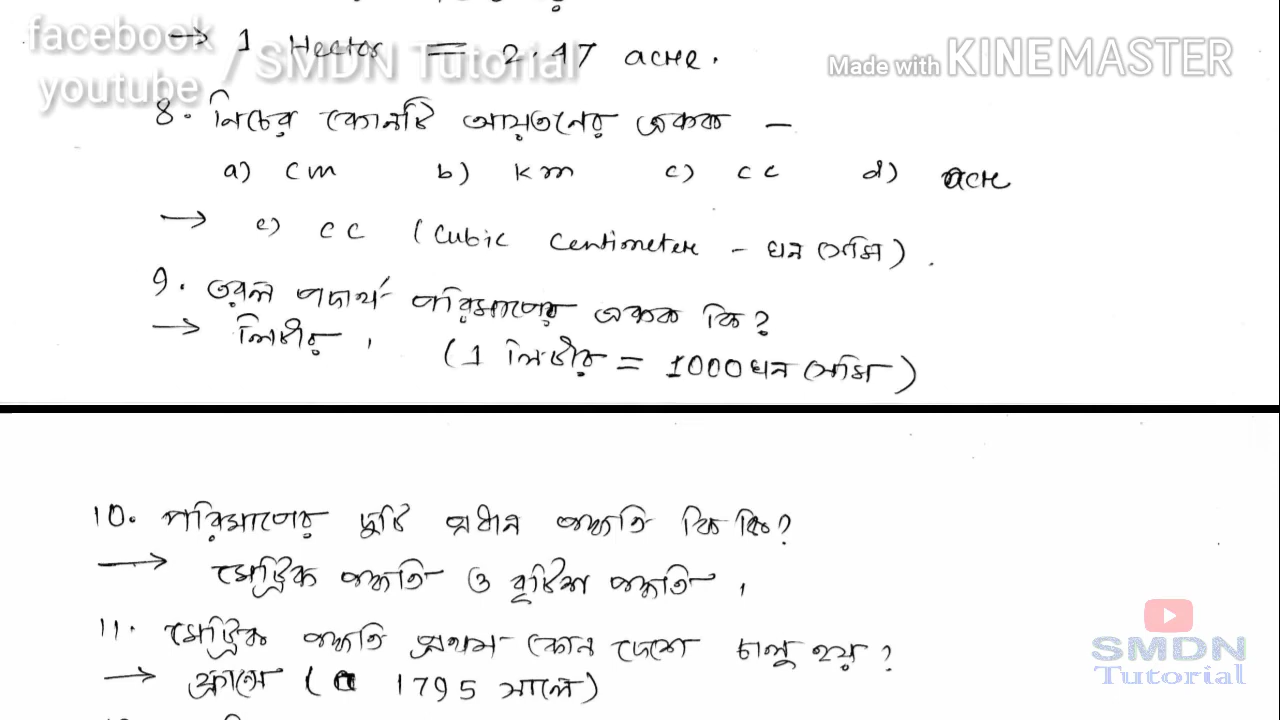 facebook
youtube / SMDN Tutorial
Made with KINEMASTER
→ 1 Hector = 2.47 acre.
8. নিচের কোনটি আয়তনের একক —
a) cm b) km c) cc d) acre
→ c) cc (Cubic Centimeter - ঘন সেমি).
9. তরল পদার্থ পরিমাপের একক কি?
→ লিটার। (1 লিটার = 1000 ঘন সেমি)
10. পরিমাপের দুটি প্রধান পদ্ধতি কি কি?
→ মেট্রিক পদ্ধতি ও বৃটিশ পদ্ধতি।
11. মেট্রিক পদ্ধতি প্রথম কোন দেশে চালু হয়?
→ ফ্রান্সে ( 1795 সালে)
SMDN
Tutorial